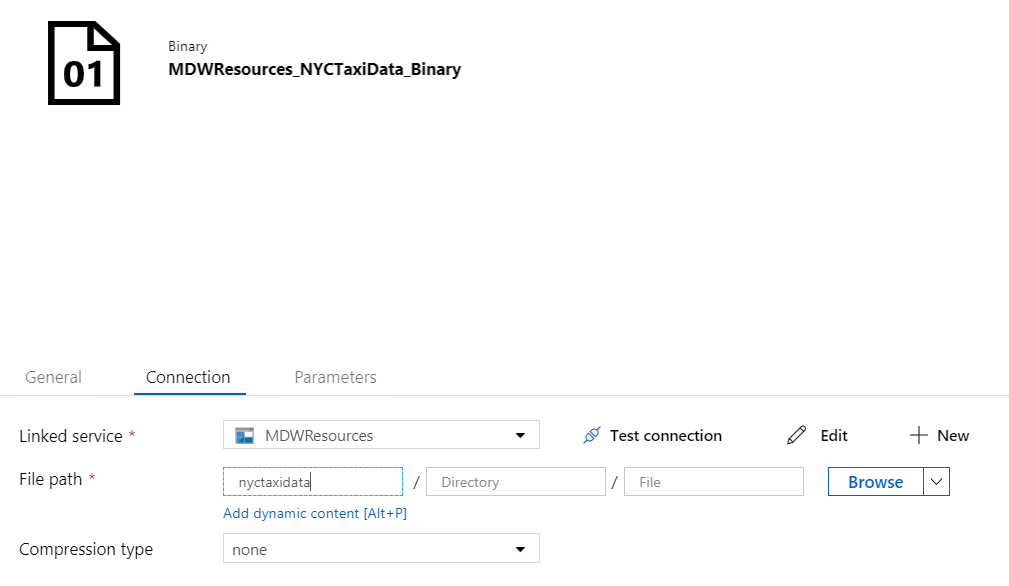 01
Binary
MDWResources_NYCTaxiData_Binary
General Connection Parameters
Linked service * MDWResources Test connection Edit New
File path * nyctaxidata / Directory / File Browse
Add dynamic content [Alt+P]
Compression type none